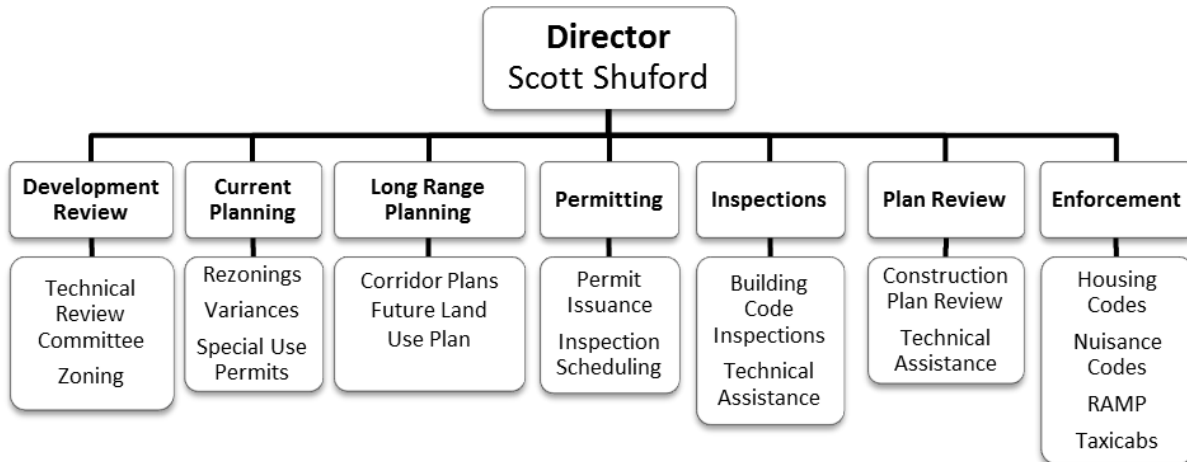 Director
Scott Shuford
Development
Review
Current
Planning
Long Range
Planning
Permitting
Inspections
Plan Review
Enforcement
Technical
Review
Committee
Zoning
Rezonings
Variances
Special Use
Permits
Corridor Plans
Future Land
Use Plan
Permit
Issuance
Inspection
Scheduling
Building
Code
Inspections
Technical
Assistance
Construction
Plan Review
Technical
Assistance
Housing
Codes
Nuisance
Codes
RAMP
Taxicabs